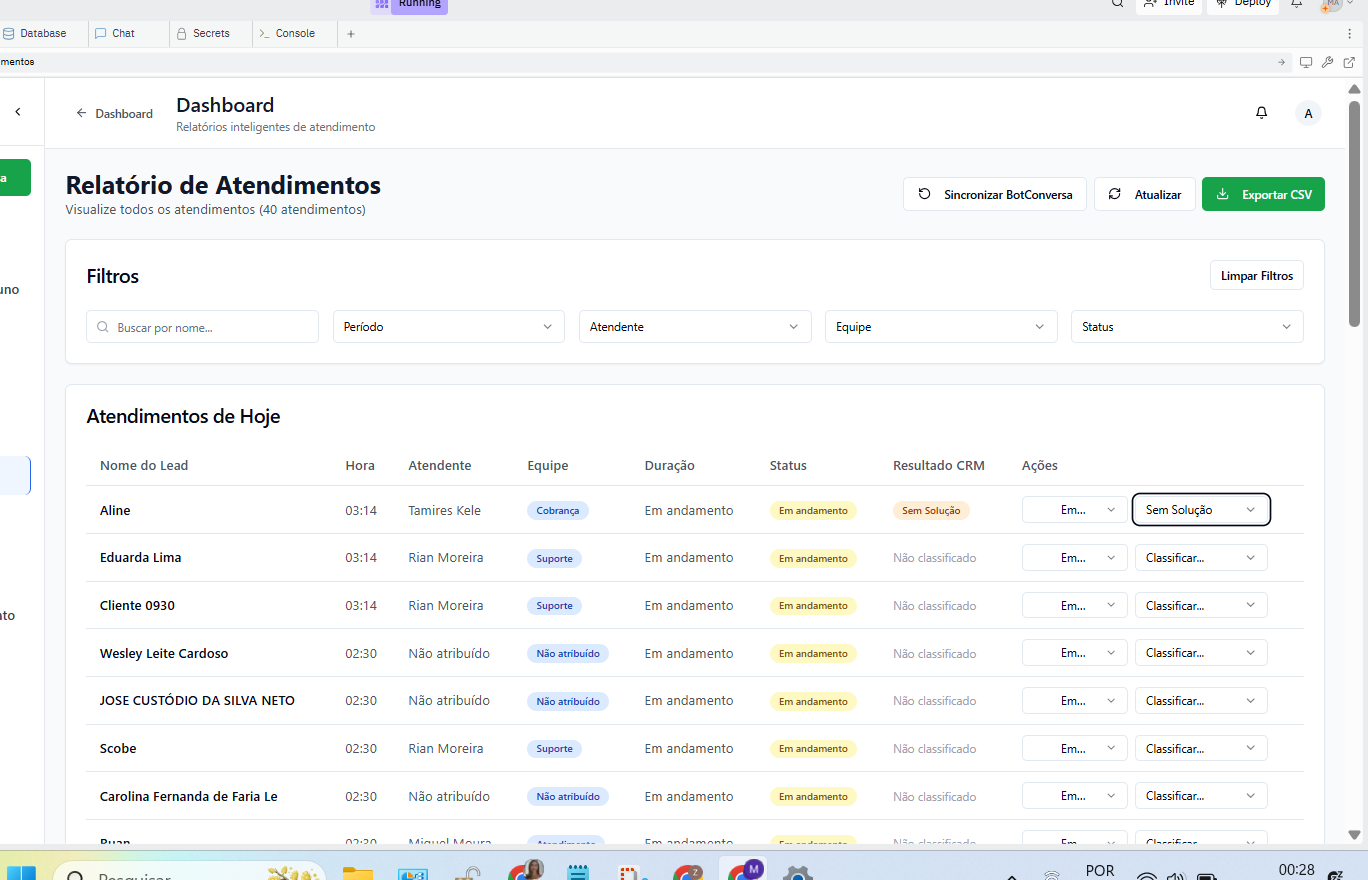 Running
Invite
Deploy
MA
Database
Chat
Secrets
Console
mentos
Dashboard
Dashboard
Relatórios inteligentes de atendimento
A
a
uno
nto
Relatório de Atendimentos
Visualize todos os atendimentos (40 atendimentos)
Sincronizar BotConversa
Atualizar
Exportar CSV
Filtros
Limpar Filtros
Buscar por nome...
Período
Atendente
Equipe
Status
Atendimentos de Hoje
Nome do Lead Hora Atendente Equipe Duração Status Resultado CRM Ações
Aline 03:14 Tamires Kele Cobrança Em andamento Em andamento Sem Solução Em... Sem Solução
Eduarda Lima 03:14 Rian Moreira Suporte Em andamento Em andamento Não classificado Em... Classificar...
Cliente 0930 03:14 Rian Moreira Suporte Em andamento Em andamento Não classificado Em... Classificar...
Wesley Leite Cardoso 02:30 Não atribuído Não atribuído Em andamento Em andamento Não classificado Em... Classificar...
JOSE CUSTÓDIO DA SILVA NETO 02:30 Não atribuído Não atribuído Em andamento Em andamento Não classificado Em... Classificar...
Scobe 02:30 Rian Moreira Suporte Em andamento Em andamento Não classificado Em... Classificar...
Carolina Fernanda de Faria Le 02:30 Não atribuído Não atribuído Em andamento Em andamento Não classificado Em... Classificar...
Ruan 02:30 Miguel Moura Atendimento Em andamento Em andamento Não classificado Em... Classificar...
Pesquisar
Z
M
POR
00:28